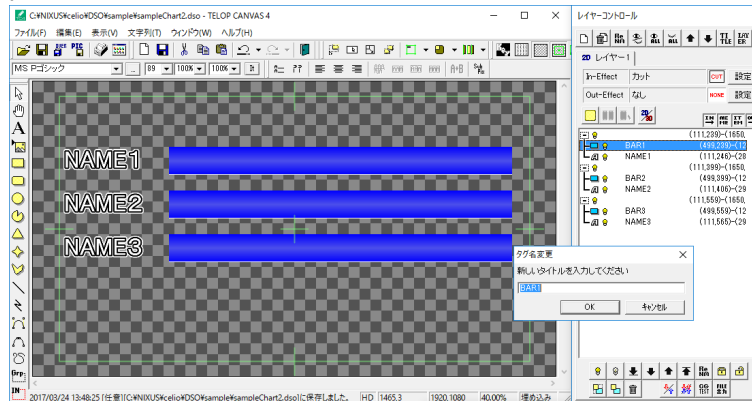 C:¥NIXUS¥celio¥DSO¥sample¥sampleChart2.dso - TELOP CANVAS 4
ファイル(F) 編集(E) 表示(V) 文字列(T) ウィンドウ(W) ヘルプ(H)
MS Pゴシック 89 100% 100%
NAME1
NAME2
NAME3
2017/03/24 13:48:25 [任意](C:¥NIXUS¥celio¥DSO¥sample¥sampleChart2.dso)に保存しました。 HD 1465.3 1920.1080 40.00% 埋め込み
レイヤーコントロール
2D レイヤー1
In-Effect カット CUT 設定
Out-Effect なし NONE 設定
(111,239)-(1650,
BAR1 (499,239)-(12
NAME1 (111,246)-(28
(111,399)-(1650,
BAR2 (499,399)-(12
NAME2 (111,406)-(29
(111,559)-(1650,
BAR3 (499,559)-(12
NAME3 (111,565)-(29
タグ名変更
新しいタイトルを入力してください
BAR1
OK キャンセル